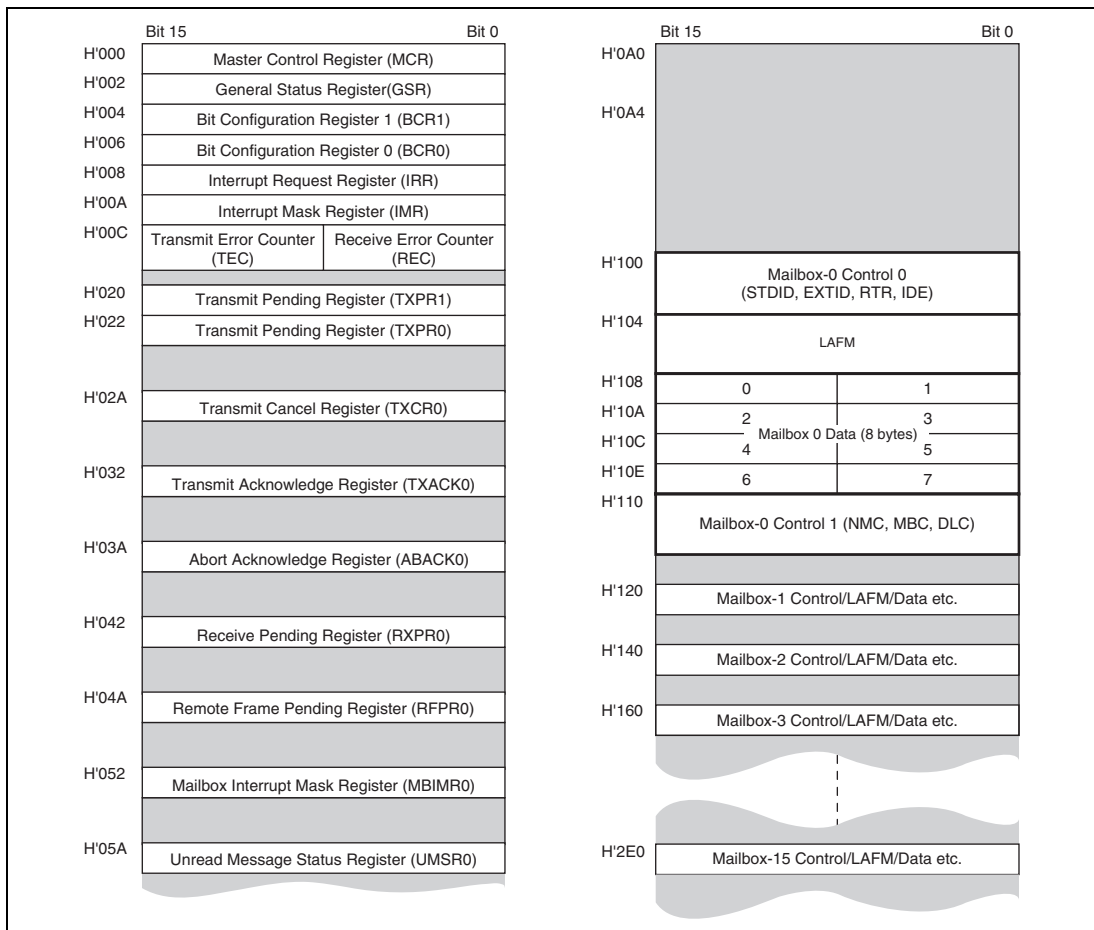 Bit 15 Bit 0
H'000 Master Control Register (MCR)
H'002 General Status Register(GSR)
H'004 Bit Configuration Register 1 (BCR1)
H'006 Bit Configuration Register 0 (BCR0)
H'008 Interrupt Request Register (IRR)
H'00A Interrupt Mask Register (IMR)
H'00C Transmit Error Counter Receive Error Counter
(TEC) (REC)
H'020 Transmit Pending Register (TXPR1)
H'022 Transmit Pending Register (TXPR0)
H'02A Transmit Cancel Register (TXCR0)
H'032 Transmit Acknowledge Register (TXACK0)
H'03A Abort Acknowledge Register (ABACK0)
H'042 Receive Pending Register (RXPR0)
H'04A Remote Frame Pending Register (RFPR0)
H'052 Mailbox Interrupt Mask Register (MBIMR0)
H'05A Unread Message Status Register (UMSR0)
Bit 15 Bit 0
H'0A0
H'0A4
H'100 Mailbox-0 Control 0
(STDID, EXTID, RTR, IDE)
H'104 LAFM
H'108 0 1
H'10A 2 3
Mailbox 0 Data (8 bytes)
H'10C 4 5
H'10E 6 7
H'110 Mailbox-0 Control 1 (NMC, MBC, DLC)
H'120 Mailbox-1 Control/LAFM/Data etc.
H'140 Mailbox-2 Control/LAFM/Data etc.
H'160 Mailbox-3 Control/LAFM/Data etc.
H'2E0 Mailbox-15 Control/LAFM/Data etc.